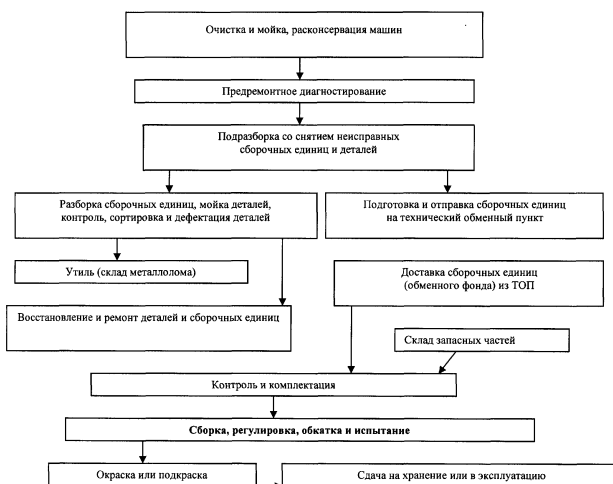 Очистка и мойка, расконсервация машин
Предремонтное диагностирование
Подразборка со снятием неисправных
сборочных единиц и деталей
Разборка сборочных единиц, мойка деталей,
контроль, сортировка и дефектация деталей
Подготовка и отправка сборочных единиц
на технический обменный пункт
Утиль (склад металлолома)
Доставка сборочных единиц
(обменного фонда) из ТОП
Восстановление и ремонт деталей и сборочных единиц
Склад запасных частей
Контроль и комплектация
Сборка, регулировка, обкатка и испытание
Окраска или подкраска
Сдача на хранение или в эксплуатацию